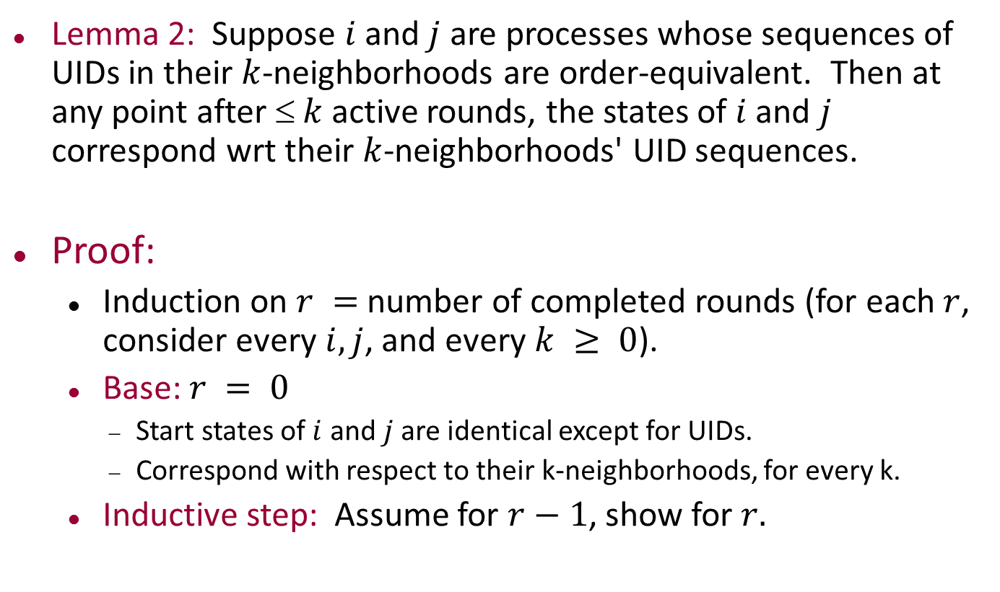 • Lemma 2: Suppose i and j are processes whose sequences of
UIDs in their k-neighborhoods are order-equivalent. Then at
any point after ≤ k active rounds, the states of i and j
correspond wrt their k-neighborhoods' UID sequences.
• Proof:
• Induction on r = number of completed rounds (for each r,
consider every i, j, and every k ≥ 0).
• Base: r = 0
– Start states of i and j are identical except for UIDs.
– Correspond with respect to their k-neighborhoods, for every k.
• Inductive step: Assume for r − 1, show for r.